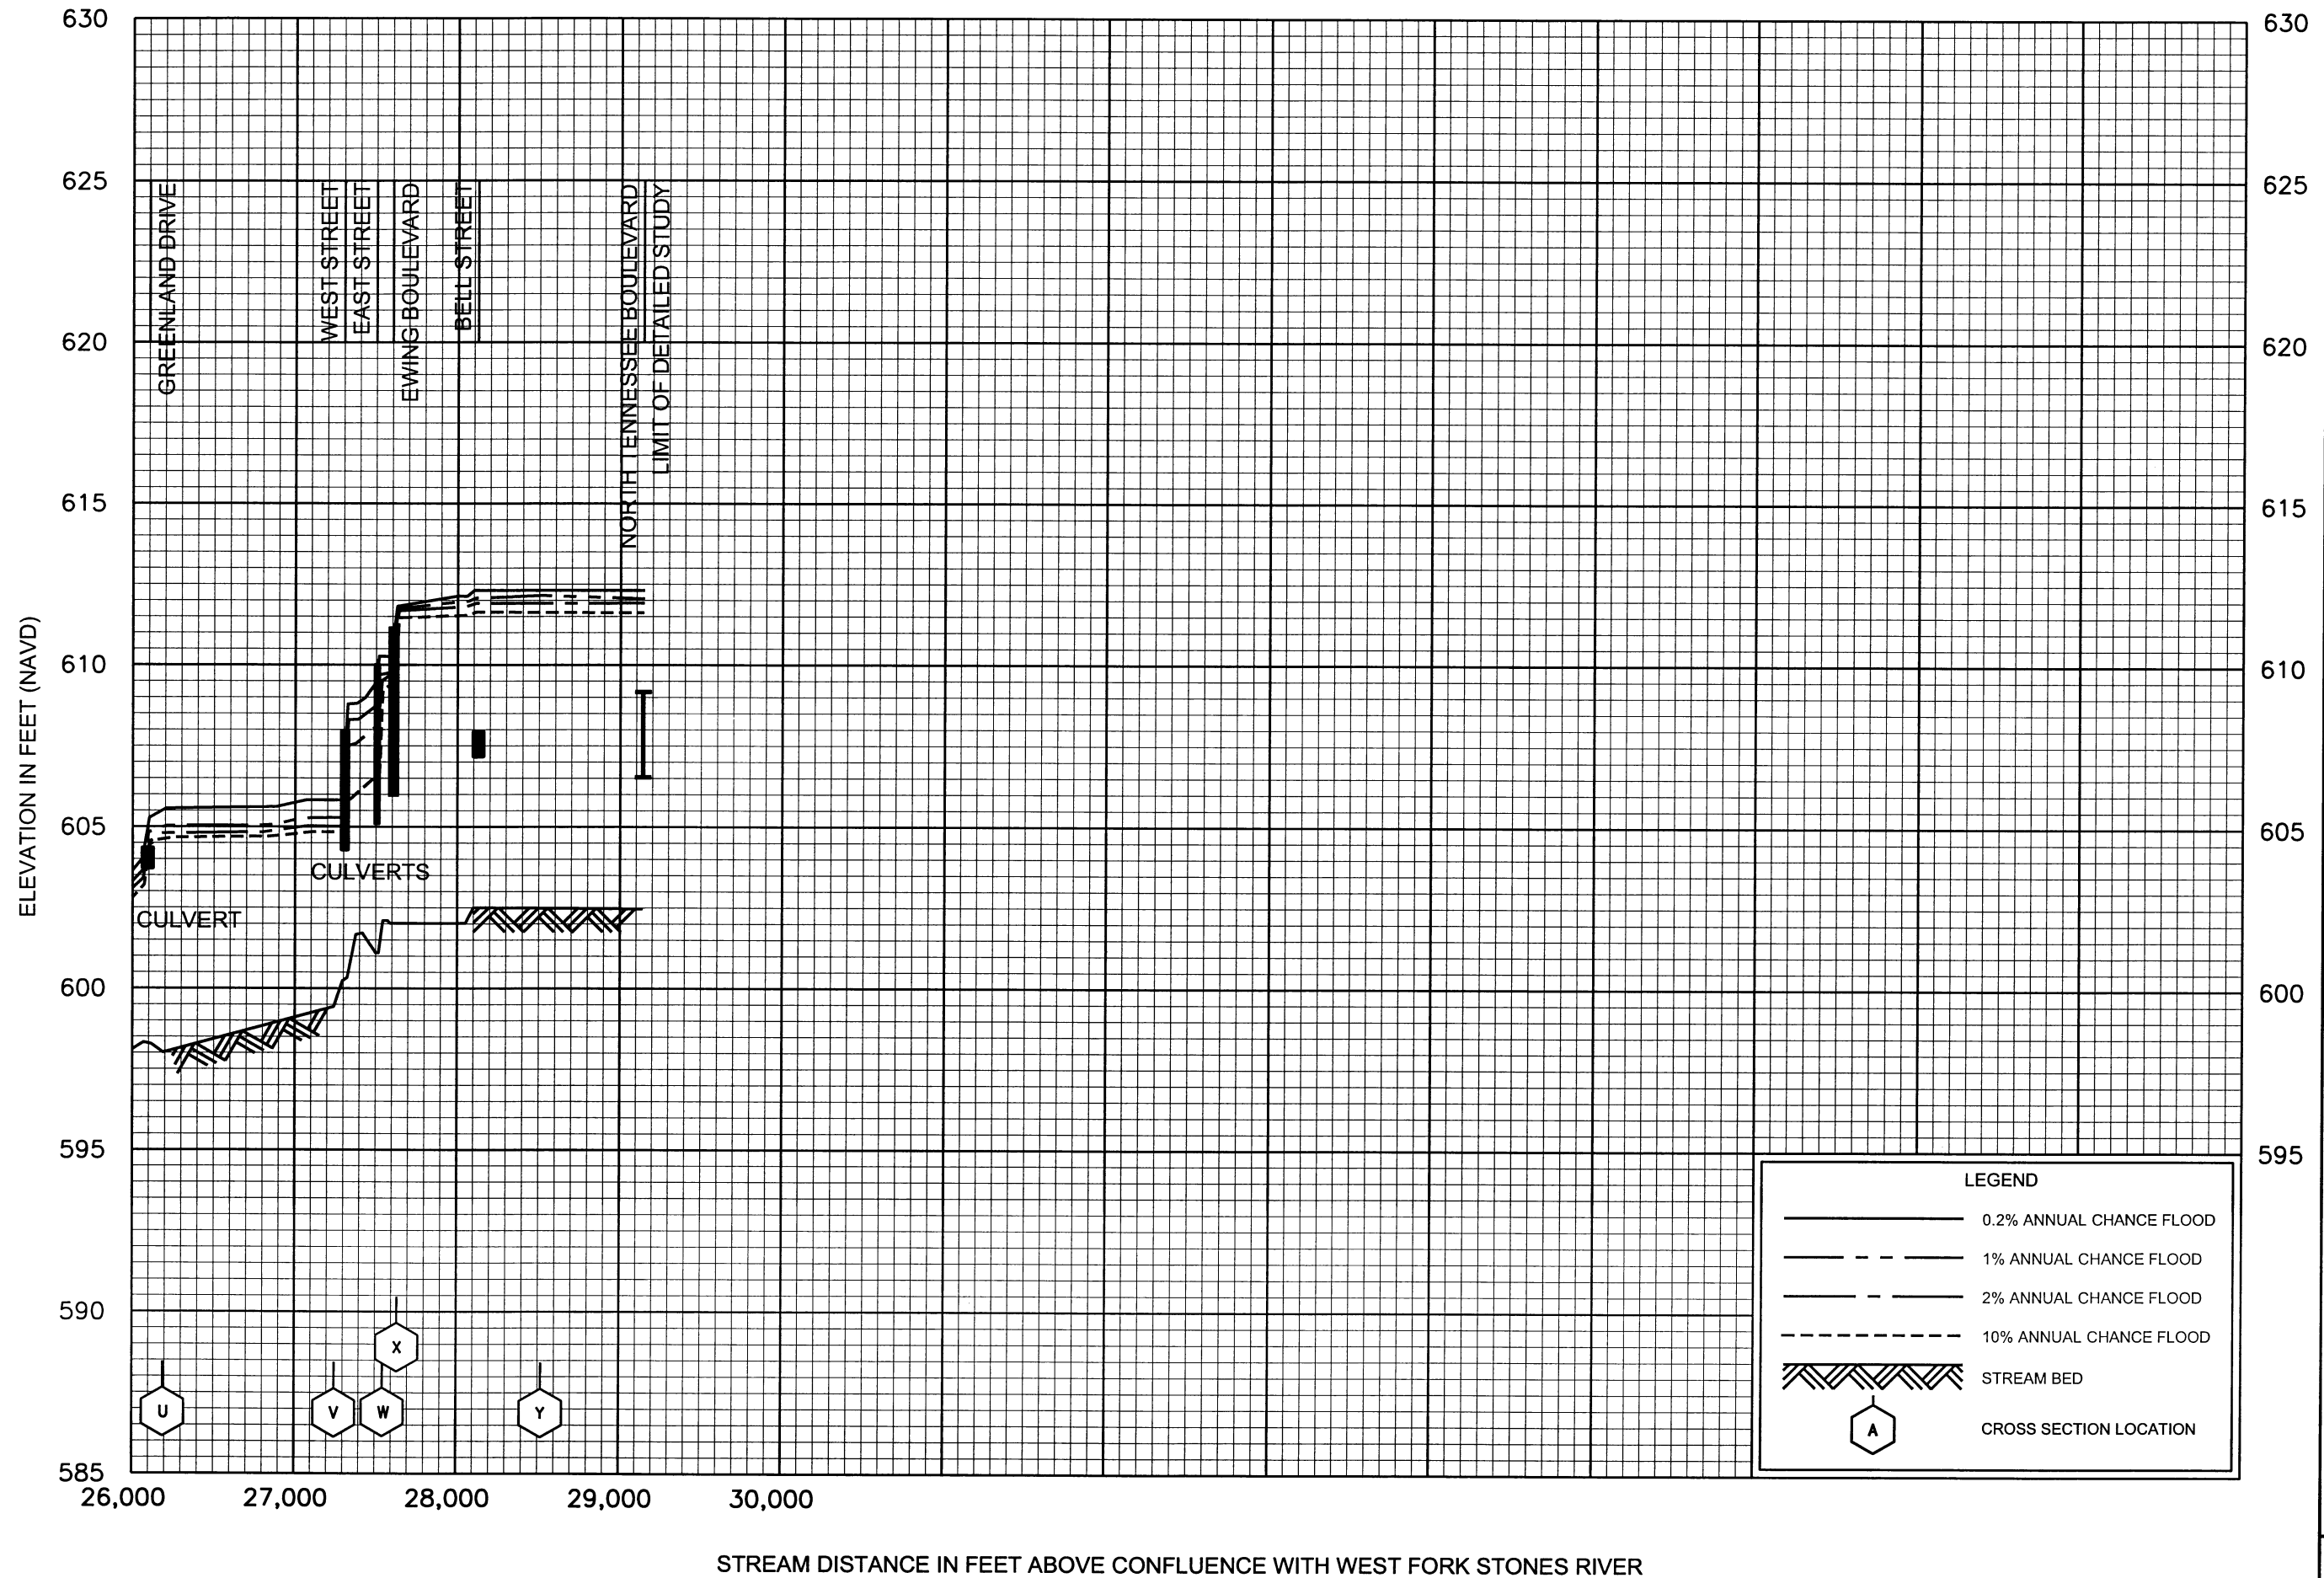 630
630
625
625
620
620
615
615
610
610
605
605
600
600
595
595
590
585
ELEVATION IN FEET (NAVD)
GREENLAND DRIVE
WEST STREET
EAST STREET
EWING BOULEVARD
BELL STREET
NORTH TENNESSEE BOULEVARD
LIMIT OF DETAILED STUDY
CULVERTS
CULVERT
LEGEND
0.2% ANNUAL CHANCE FLOOD
1% ANNUAL CHANCE FLOOD
2% ANNUAL CHANCE FLOOD
10% ANNUAL CHANCE FLOOD
STREAM BED
A
CROSS SECTION LOCATION
X
U
V
W
Y
26,000
27,000
28,000
29,000
30,000
STREAM DISTANCE IN FEET ABOVE CONFLUENCE WITH WEST FORK STONES RIVER